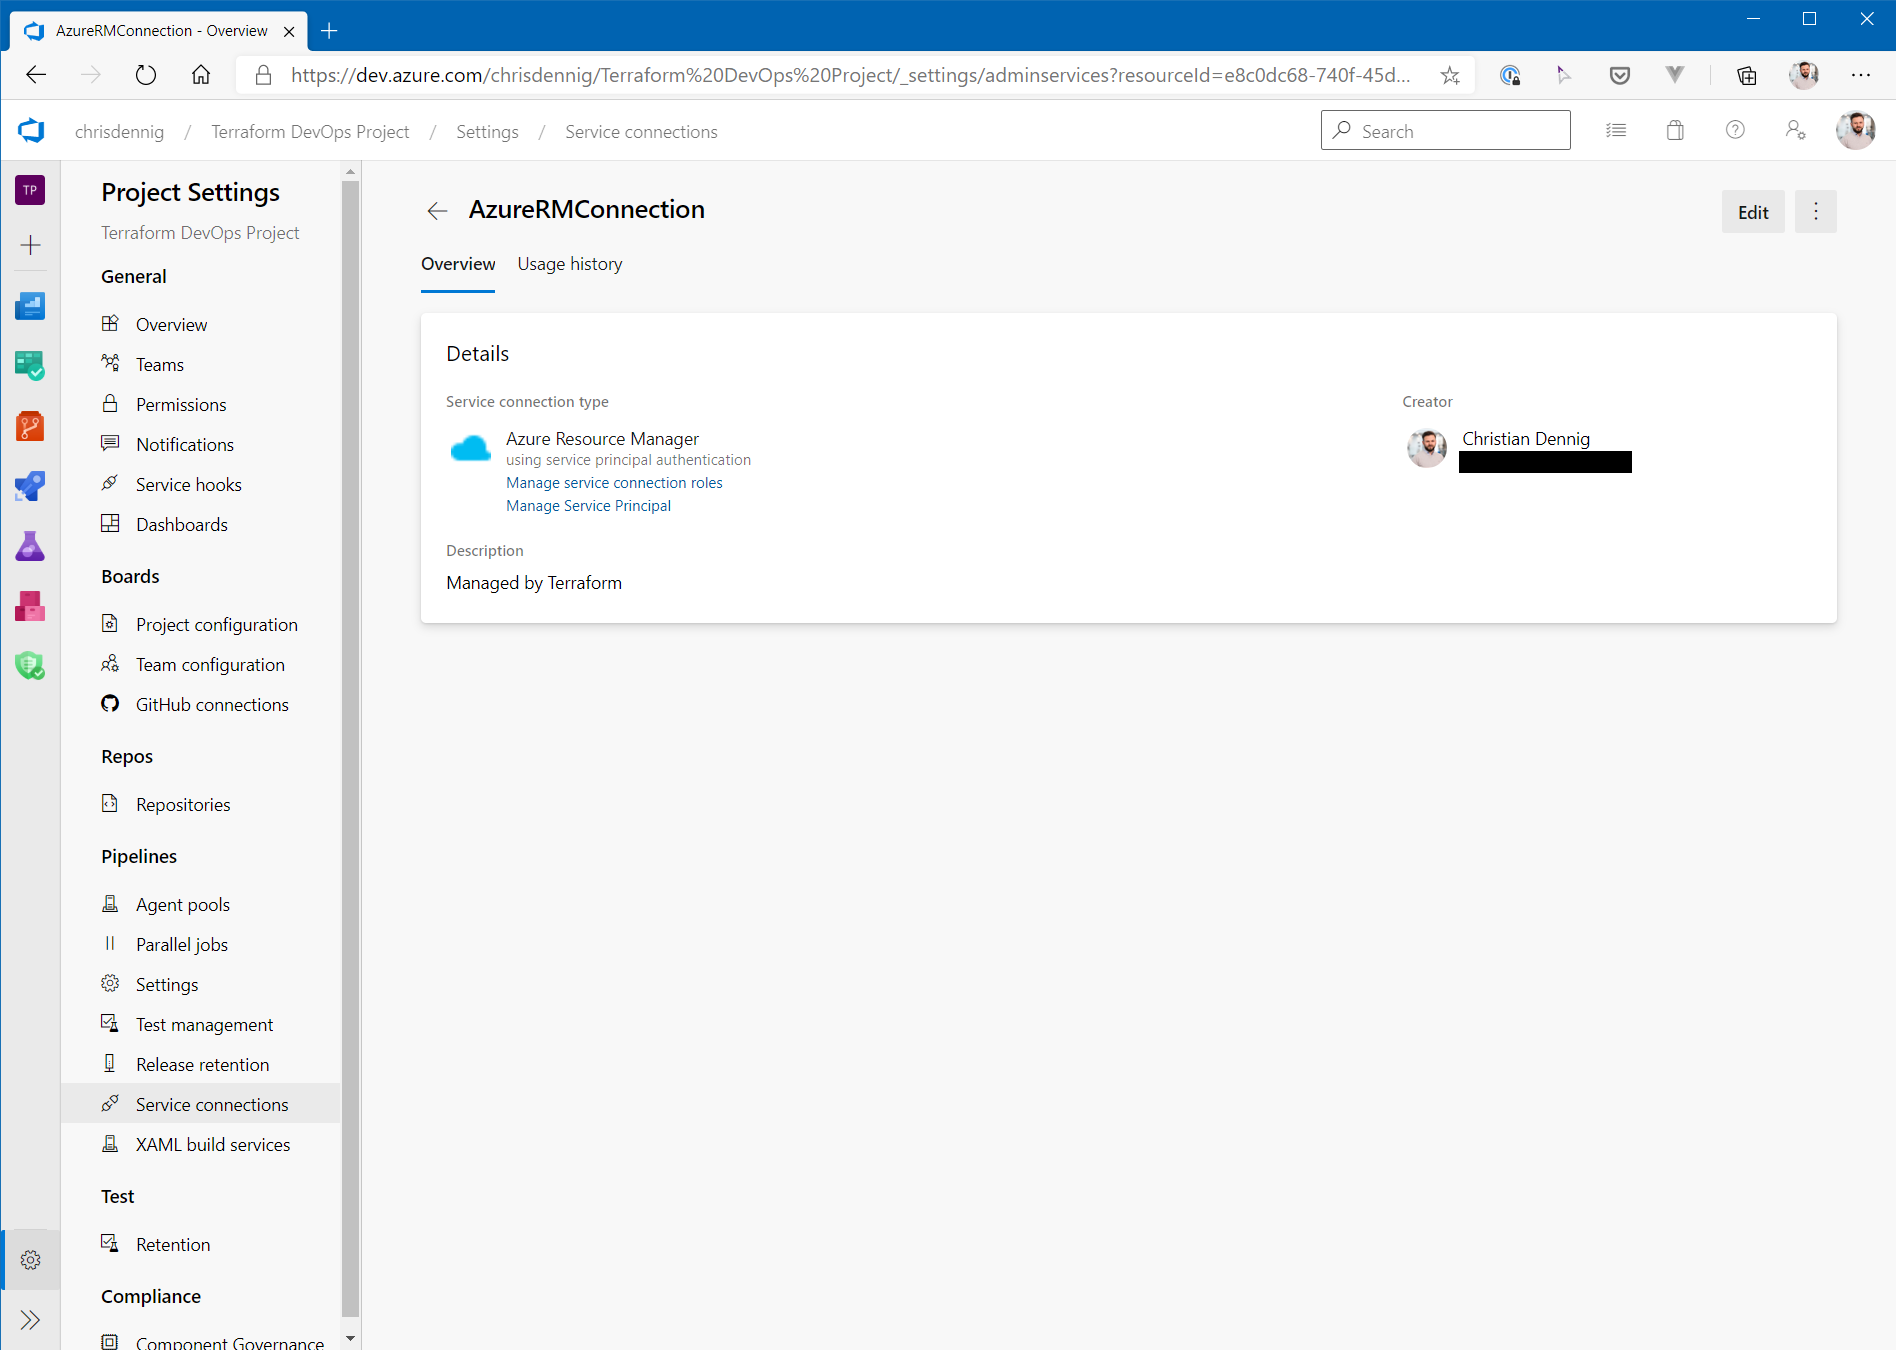 AzureRMConnection - Overview
https://dev.azure.com/chrisdennig/Terraform%20DevOps%20Project/_settings/adminservices?resourceId=e8c0dc68-740f-45d...
chrisdennig / Terraform DevOps Project / Settings / Service connections
Search
TP
Project Settings
Terraform DevOps Project
General
Overview
Teams
Permissions
Notifications
Service hooks
Dashboards
Boards
Project configuration
Team configuration
GitHub connections
Repos
Repositories
Pipelines
Agent pools
Parallel jobs
Settings
Test management
Release retention
Service connections
XAML build services
Test
Retention
Compliance
Component Governance
AzureRMConnection
Edit
Overview
Usage history
Details
Service connection type
Azure Resource Manager
using service principal authentication
Manage service connection roles
Manage Service Principal
Creator
Christian Dennig
Description
Managed by Terraform